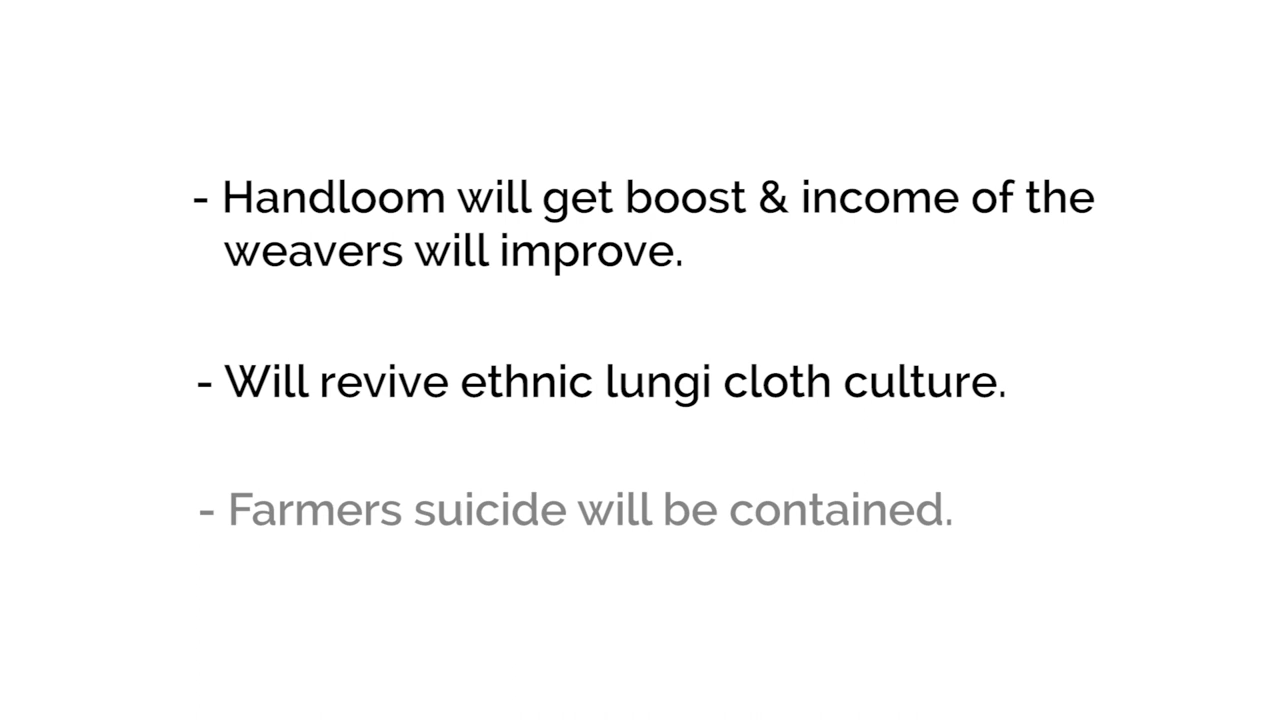 - Handloom will get boost & income of the
weavers will improve.
- Will revive ethnic lungi cloth culture.
- Farmers suicide will be contained.